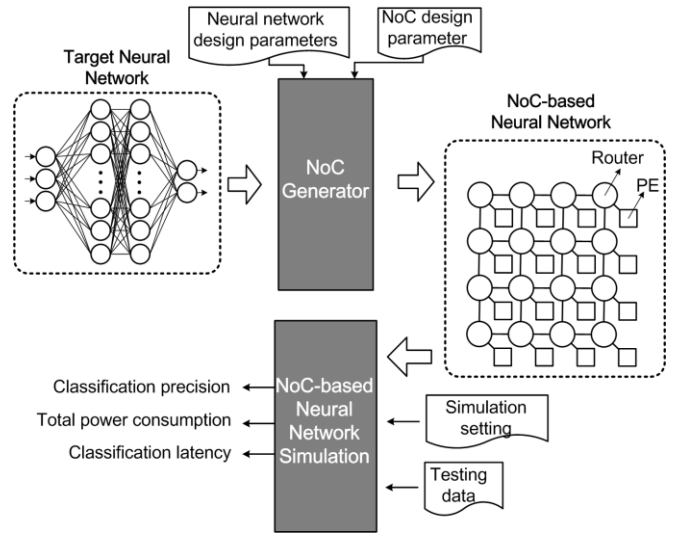 Neural network
design parameters
NoC design
parameter
Target Neural
Network
NoC
Generator
NoC-based
Neural Network
Router
PE
NoC-based
Neural
Network
Simulation
Classification precision
Total power consumption
Classification latency
Simulation
setting
Testing
data